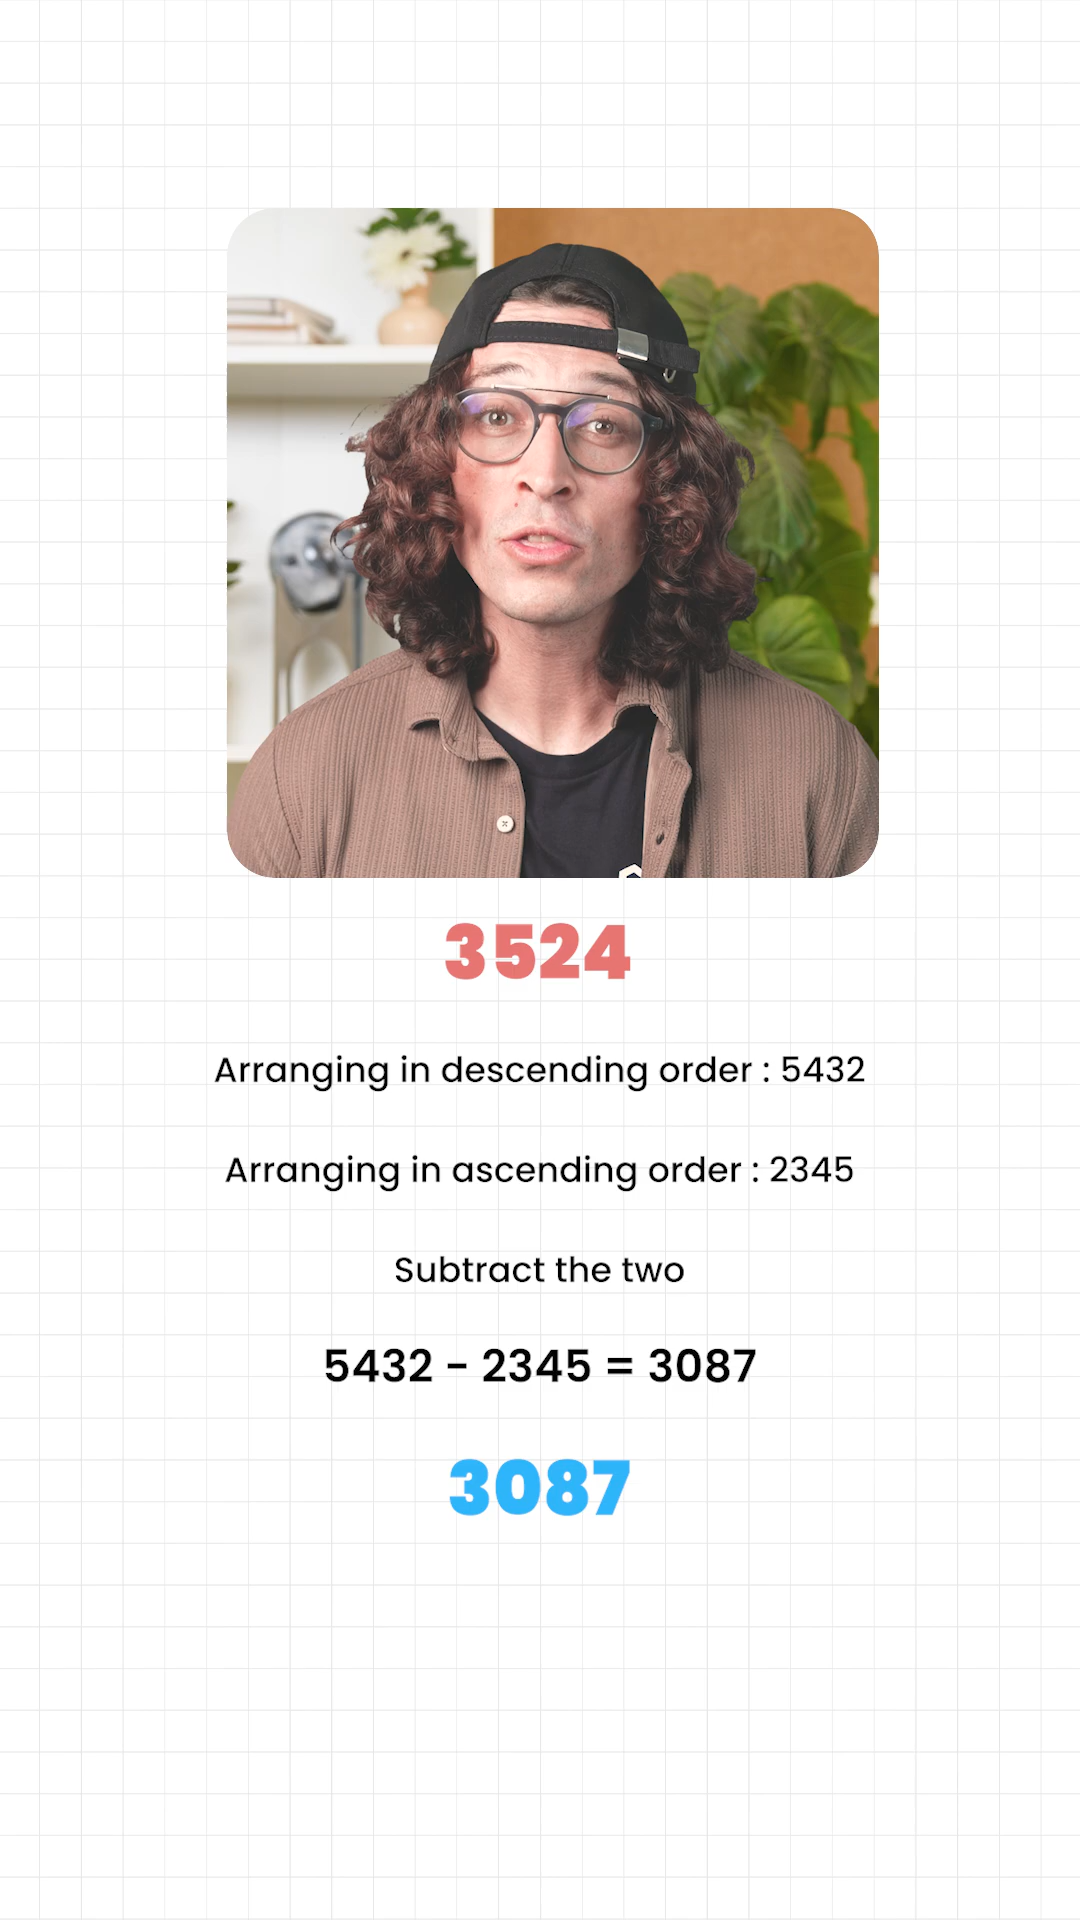 3524
Arranging in descending order : 5432
Arranging in ascending order : 2345
Subtract the two
5432 - 2345 = 3087
3087